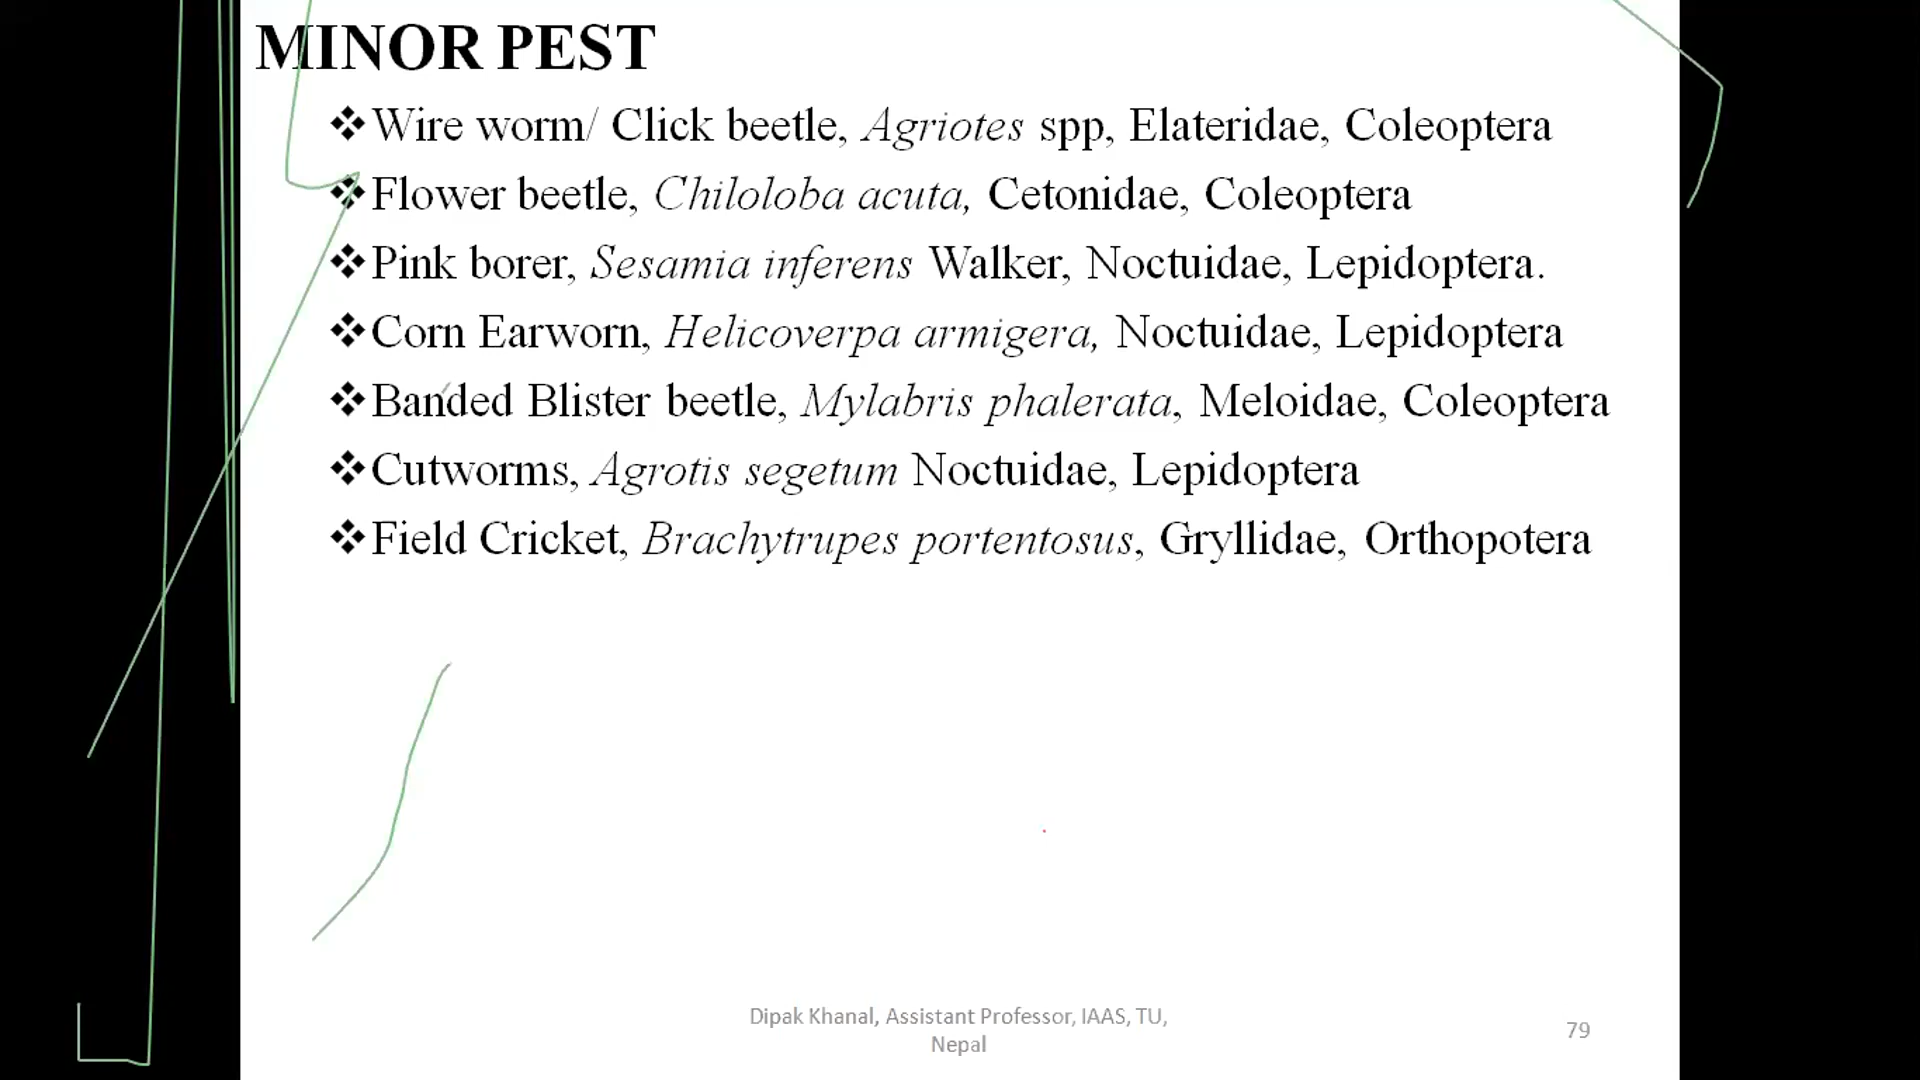 MINOR PEST
❖Wire worm/ Click beetle, Agriotes spp, Elateridae, Coleoptera
❖Flower beetle, Chiloloba acuta, Cetonidae, Coleoptera
❖Pink borer, Sesamia inferens Walker, Noctuidae, Lepidoptera.
❖Corn Earworn, Helicoverpa armigera, Noctuidae, Lepidoptera
❖Banded Blister beetle, Mylabris phalerata, Meloidae, Coleoptera
❖Cutworms, Agrotis segetum Noctuidae, Lepidoptera
❖Field Cricket, Brachytrupes portentosus, Gryllidae, Orthopotera
Dipak Khanal, Assistant Professor, IAAS, TU,
Nepal
79